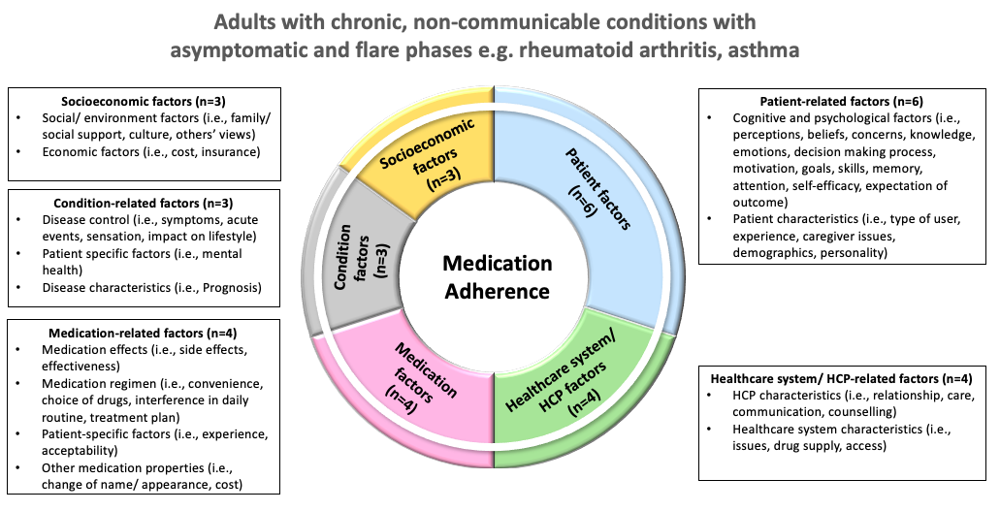 Adults with chronic, non-communicable conditions with
asymptomatic and flare phases e.g. rheumatoid arthritis, asthma
Socioeconomic factors (n=3)
• Social/ environment factors (i.e., family/
social support, culture, others’ views)
• Economic factors (i.e., cost, insurance)
Condition-related factors (n=3)
• Disease control (i.e., symptoms, acute
events, sensation, impact on lifestyle)
• Patient specific factors (i.e., mental
health)
• Disease characteristics (i.e., Prognosis)
Medication-related factors (n=4)
• Medication effects (i.e., side effects,
effectiveness)
• Medication regimen (i.e., convenience,
choice of drugs, interference in daily
routine, treatment plan)
• Patient-specific factors (i.e., experience,
acceptability)
• Other medication properties (i.e.,
change of name/ appearance, cost)
Socioeconomic
factors
(n=3)
Patient factors
(n=6)
Condition
factors
(n=3)
Medication
Adherence
Medication
factors
(n=4)
Healthcare system/
HCP factors
(n=4)
Patient-related factors (n=6)
• Cognitive and psychological factors (i.e.,
perceptions, beliefs, concerns, knowledge,
emotions, decision making process,
motivation, goals, skills, memory,
attention, self-efficacy, expectation of
outcome)
• Patient characteristics (i.e., type of user,
experience, caregiver issues,
demographics, personality)
Healthcare system/ HCP-related factors (n=4)
• HCP characteristics (i.e., relationship, care,
communication, counselling)
• Healthcare system characteristics (i.e.,
issues, drug supply, access)